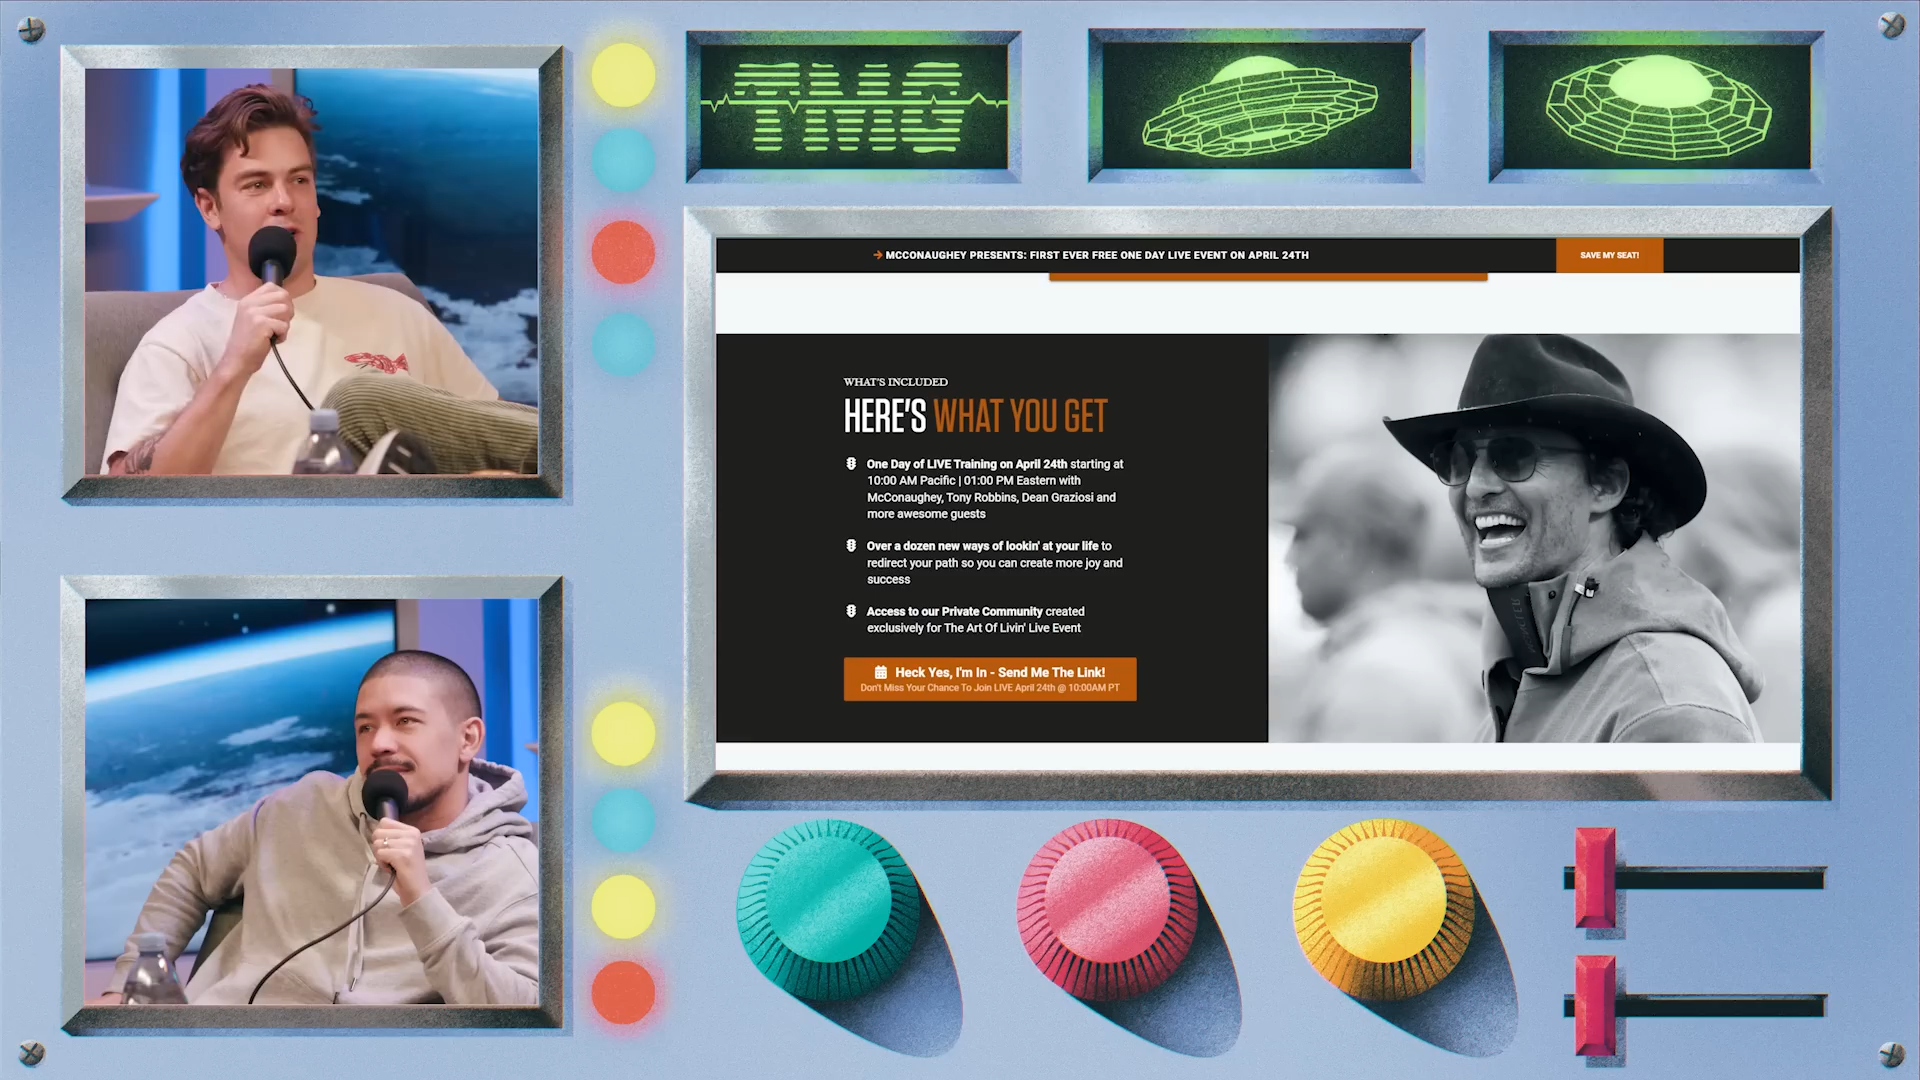 TMG
MCCONAUGHEY PRESENTS: FIRST EVER FREE ONE DAY LIVE EVENT ON APRIL 24TH
SAVE MY SEAT!
WHAT'S INCLUDED
HERE'S WHAT YOU GET
One Day of LIVE Training on April 24th starting at
10:00 AM Pacific | 01:00 PM Eastern with
McConaughey, Tony Robbins, Dean Graziosi and
more awesome guests
Over a dozen new ways of lookin' at your life to
redirect your path so you can create more joy and
success
Access to our Private Community created
exclusively for The Art Of Livin' Live Event
Heck Yes, I'm In - Send Me The Link!
Don't Miss Your Chance To Join LIVE April 24th @ 10:00AM PT